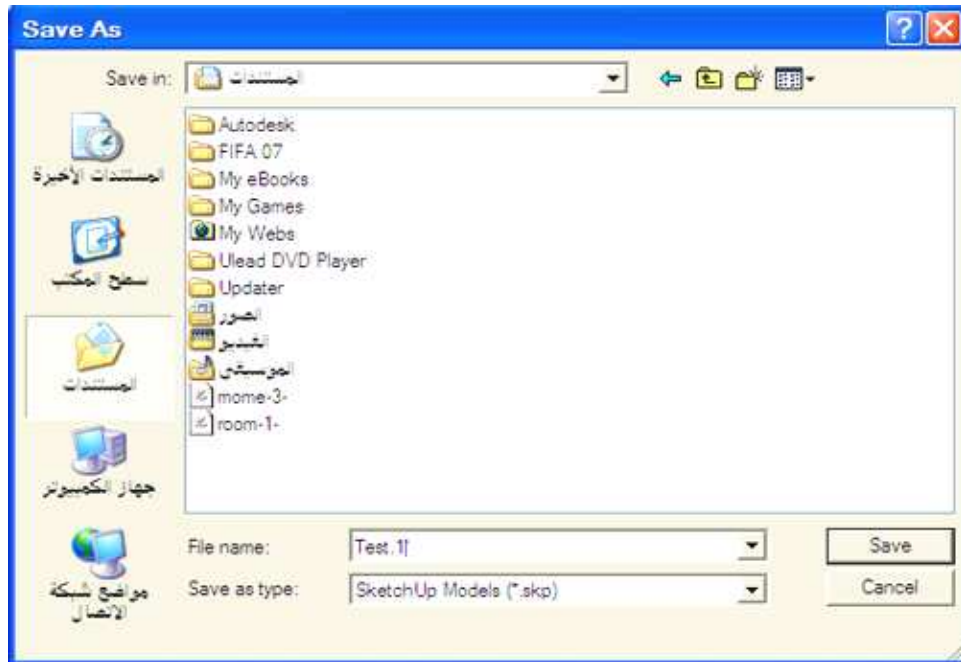 Save As
Save in: المستندات
المستندات الأخيرة
سطح المكتب
المستندات
جهاز الكمبيوتر
مواضع شبكة
الاتصال
Autodesk
FIFA 07
My eBooks
My Games
My Webs
Ulead DVD Player
Updater
الصور
الفيديو
الموسيقى
mome-3-
room-1-
File name: Test.1
Save
Save as type: SketchUp Models (*.skp)
Cancel